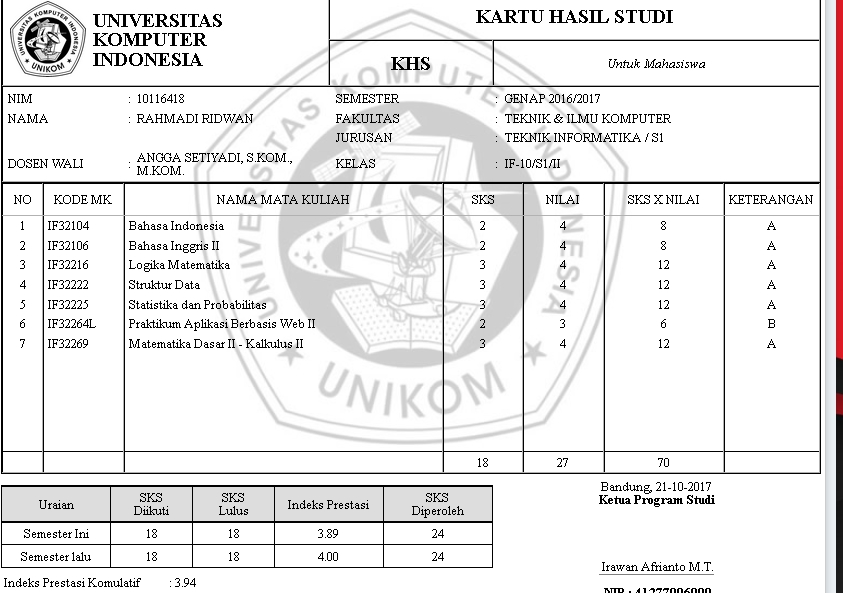 UNIVERSITAS
KOMPUTER
INDONESIA
UNIVERSITAS KOMPUTER INDONESIA
UNIKOM
KARTU HASIL STUDI
KHS Untuk Mahasiswa
NIM : 10116418 SEMESTER : GENAP 2016/2017
NAMA : RAHMADI RIDWAN FAKULTAS : TEKNIK & ILMU KOMPUTER
JURUSAN : TEKNIK INFORMATIKA / S1
DOSEN WALI : ANGGA SETIYADI, S.KOM.,
M.KOM. KELAS : IF-10/S1/II
NO KODE MK NAMA MATA KULIAH SKS NILAI SKS X NILAI KETERANGAN
1 IF32104 Bahasa Indonesia 2 4 8 A
2 IF32106 Bahasa Inggris II 2 4 8 A
3 IF32216 Logika Matematika 3 4 12 A
4 IF32222 Struktur Data 3 4 12 A
5 IF32225 Statistika dan Probabilitas 3 4 12 A
6 IF32264L Praktikum Aplikasi Berbasis Web II 2 3 6 B
7 IF32269 Matematika Dasar II - Kalkulus II 3 4 12 A
UNIVERSITAS KOMPUTER INDONESIA
UNIKOM
18 27 70
Uraian SKS Diikuti SKS Lulus Indeks Prestasi SKS Diperoleh
Semester Ini 18 18 3.89 24
Semester lalu 18 18 4.00 24
Indeks Prestasi Komulatif : 3.94
Bandung, 21-10-2017
Ketua Program Studi
Irawan Afrianto M.T.
NIP : 41277006000